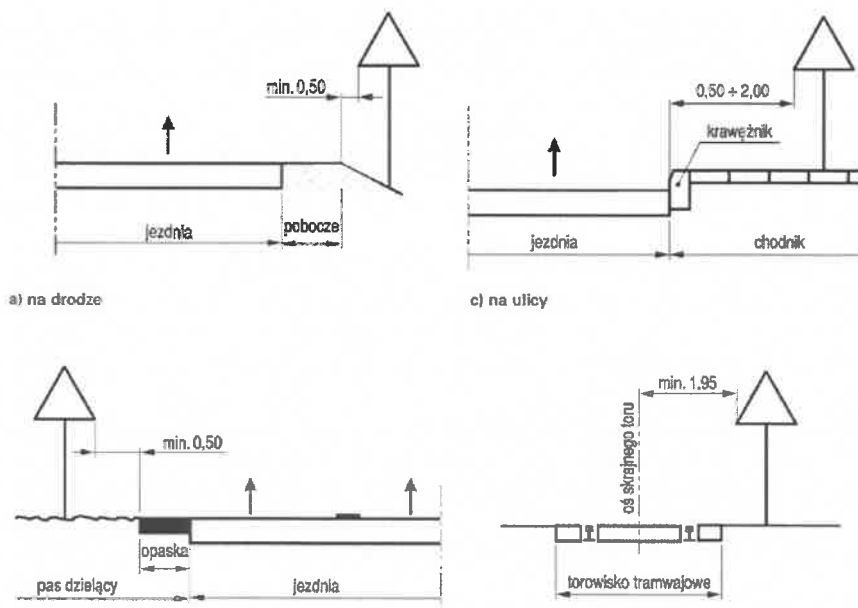 min. 0,50
jezdnia
pobocze
a) na drodze
0,50 ÷ 2,00
krawężnik
jezdnia
chodnik
c) na ulicy
min. 0,50
opaska
pas dzielący
jezdnia
min. 1,95
oś skrajnego toru
torowisko tramwajowe